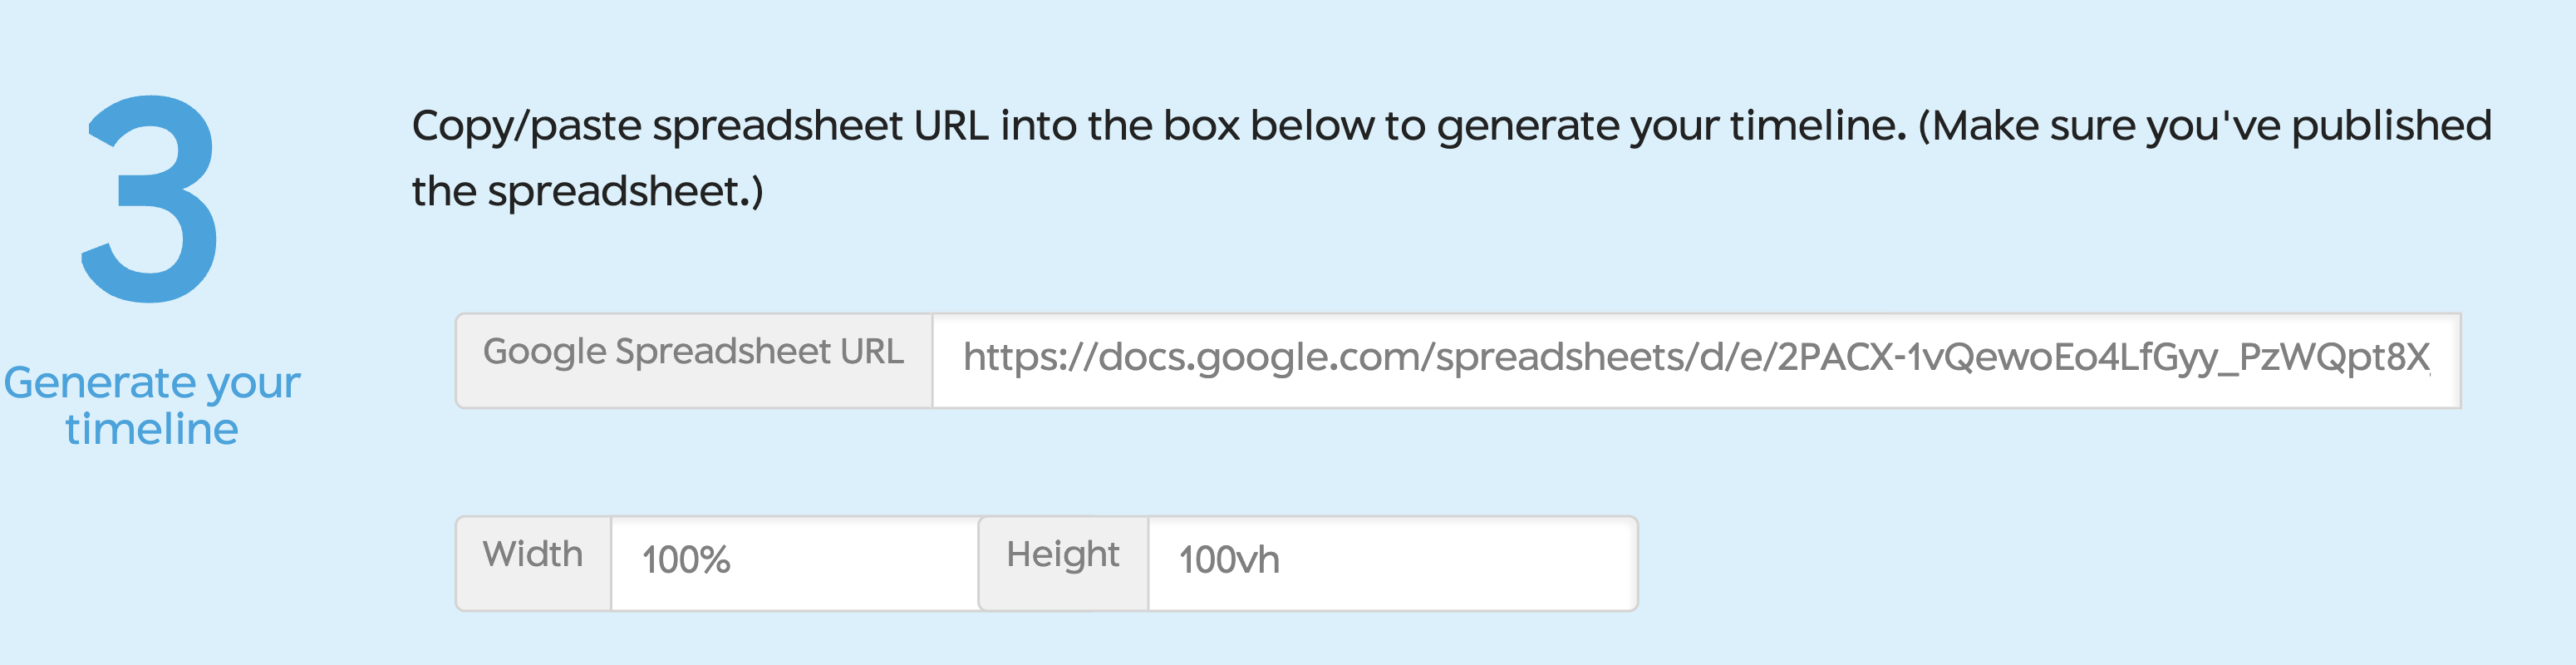 3
Generate your
timeline
Copy/paste spreadsheet URL into the box below to generate your timeline. (Make sure you've published
the spreadsheet.)
Google Spreadsheet URL https://docs.google.com/spreadsheets/d/e/2PACX-1vQewoEo4LfGyy_PzWQpt8X
Width 100% Height 100vh